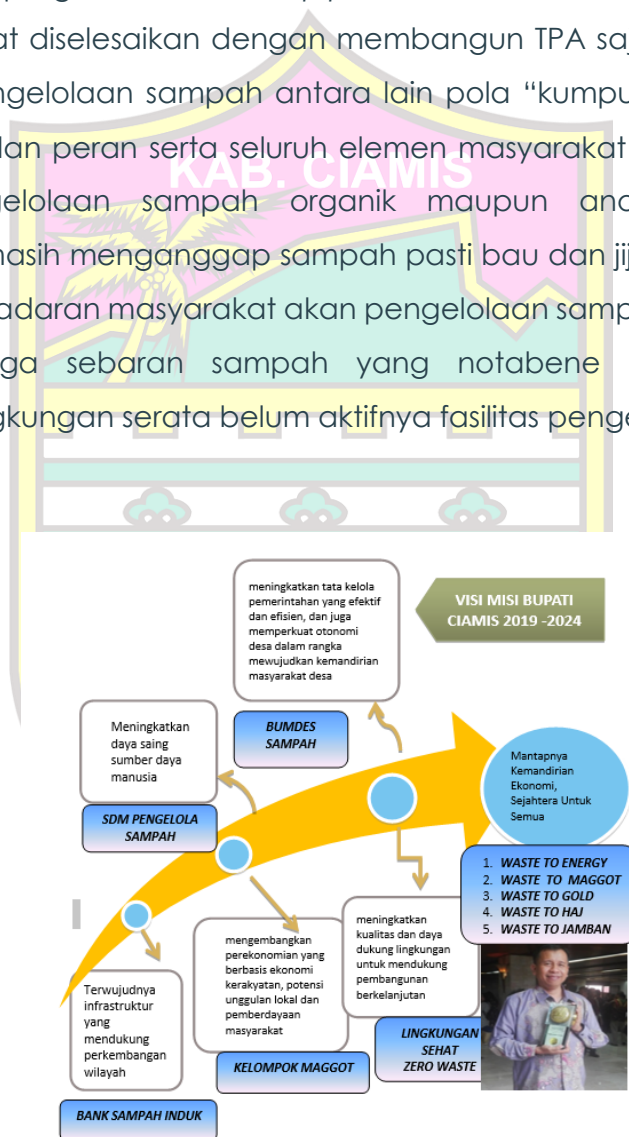 at diselesaikan dengan membangun TPA
ngelolaan sampah antara lain pola “kumpu
dan peran serta seluruh elemen masyarakat
KAB. CIAMIS
gelolaan sampah organik maupun
masih menganggap sampah pasti bau dan
adaran masyarakat akan pengelolaan
ga sebaran sampah yang notabene
gkungan serata belum aktifnya fasilitas
meningkatkan tata kelola
pemerintahan yang efektif
dan efisien, dan juga
memperkuat otonomi
desa dalam rangka
mewujudkan kemandirian
masyarakat desa
VISI MISI BUPATI
CIAMIS 2019 -2024
BUMDES
SAMPAH
Meningkatkan
daya saing
sumber daya
manusia
SDM PENGELOLA
SAMPAH
Mantapnya
Kemandirian
Ekonomi,
Sejahtera Untuk
Semua
1. WASTE TO ENERGY
2. WASTE TO MAGGOT
3. WASTE TO GOLD
4. WASTE TO HAJ
5. WASTE TO JAMBAN
Terwujudnya
infrastruktur
yang
mendukung
perkembangan
wilayah
BANK SAMPAH INDUK
mengembangkan
perekonomian yang
berbasis ekonomi
kerakyatan, potensi
unggulan lokal dan
pemberdayaan
masyarakat
KELOMPOK MAGGOT
meningkatkan
kualitas dan daya
dukung lingkungan
untuk mendukung
pembangunan
berkelanjutan
LINGKUNGAN
SEHAT
ZERO WASTE